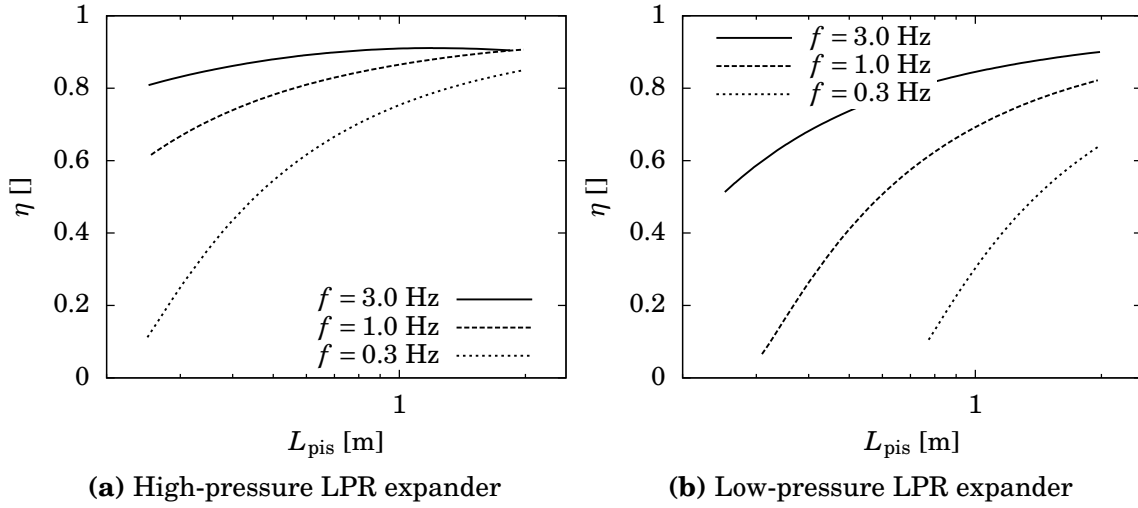 1
0.8
0.6
0.4
0.2
0
η []
1
L_pis [m]
f = 3.0 Hz
f = 1.0 Hz
f = 0.3 Hz
(a) High-pressure LPR expander
1
0.8
0.6
0.4
0.2
0
η []
1
L_pis [m]
f = 3.0 Hz
f = 1.0 Hz
f = 0.3 Hz
(b) Low-pressure LPR expander